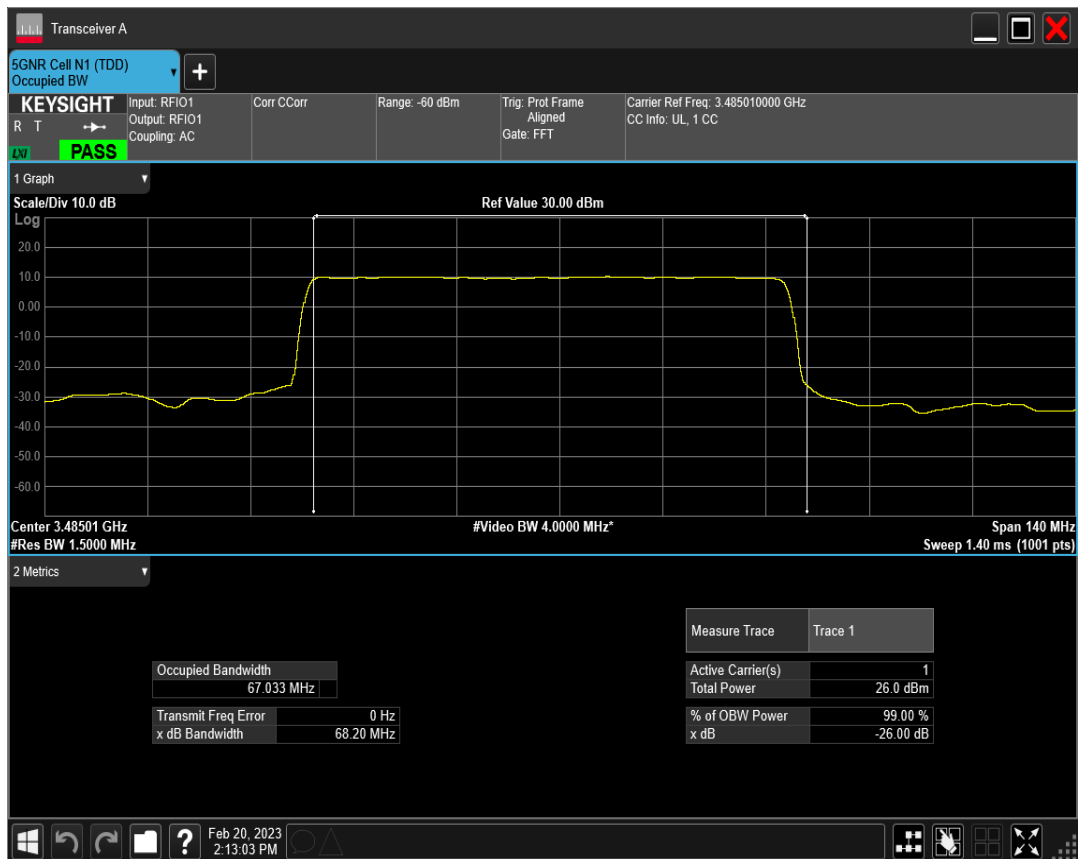 Transceiver A
5GNR Cell N1 (TDD)
Occupied BW
+
KEYSIGHT
R T
LXI
PASS
Input: RFIO1
Output: RFIO1
Coupling: AC
Corr CCorr
Range: -60 dBm
Trig: Prot Frame
Aligned
Gate: FFT
Carrier Ref Freq: 3.485010000 GHz
CC Info: UL, 1 CC
1 Graph
Scale/Div 10.0 dB
Ref Value 30.00 dBm
Log
20.0
10.0
0.00
-10.0
-20.0
-30.0
-40.0
-50.0
-60.0
Center 3.48501 GHz
#Video BW 4.0000 MHz*
Span 140 MHz
#Res BW 1.5000 MHz
Sweep 1.40 ms (1001 pts)
2 Metrics
Measure Trace Trace 1
Occupied Bandwidth
67.033 MHz
Active Carrier(s) 1
Total Power 26.0 dBm
Transmit Freq Error 0 Hz
x dB Bandwidth 68.20 MHz
% of OBW Power 99.00 %
x dB -26.00 dB
?
Feb 20, 2023
2:13:03 PM